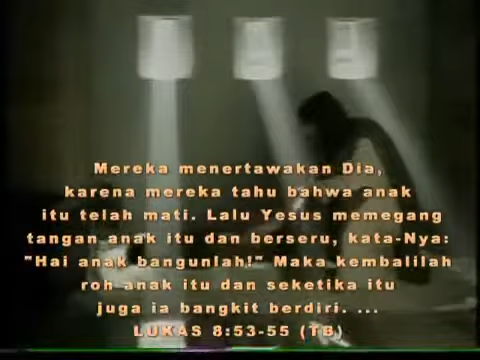 Mereka menertawakan Dia,
karena mereka tahu bahwa anak
itu telah mati. Lalu Yesus memegang
tangan anak itu dan berseru, kata-Nya:
"Hai anak bangunlah!" Maka kembalilah
roh anak itu dan seketika itu
juga ia bangkit berdiri. ...
LUKAS 8:53-55 (TB)